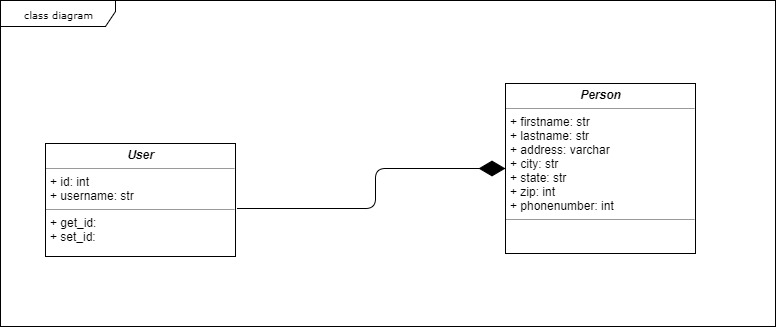 class diagram
User
+ id: int
+ username: str
+ get_id:
+ set_id:
Person
+ firstname: str
+ lastname: str
+ address: varchar
+ city: str
+ state: str
+ zip: int
+ phonenumber: int